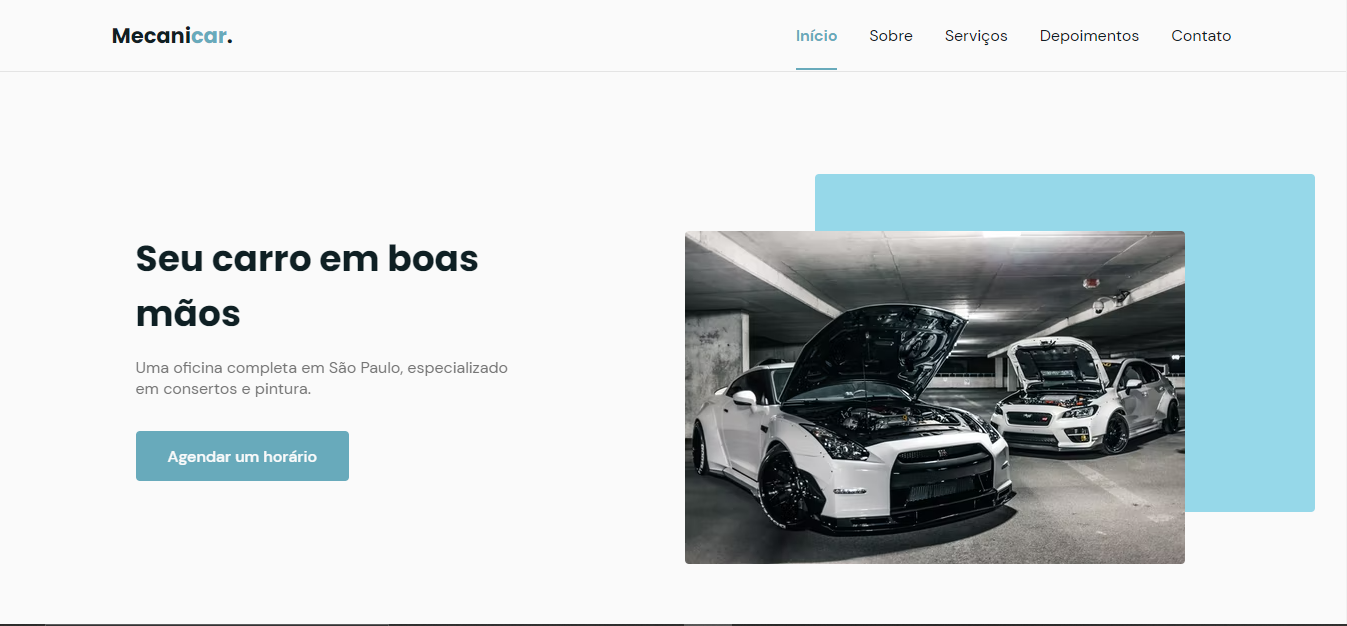 Mecanicar.
Início Sobre Serviços Depoimentos Contato
Seu carro em boas
mãos
Uma oficina completa em São Paulo, especializado
em consertos e pintura.
Agendar um horário